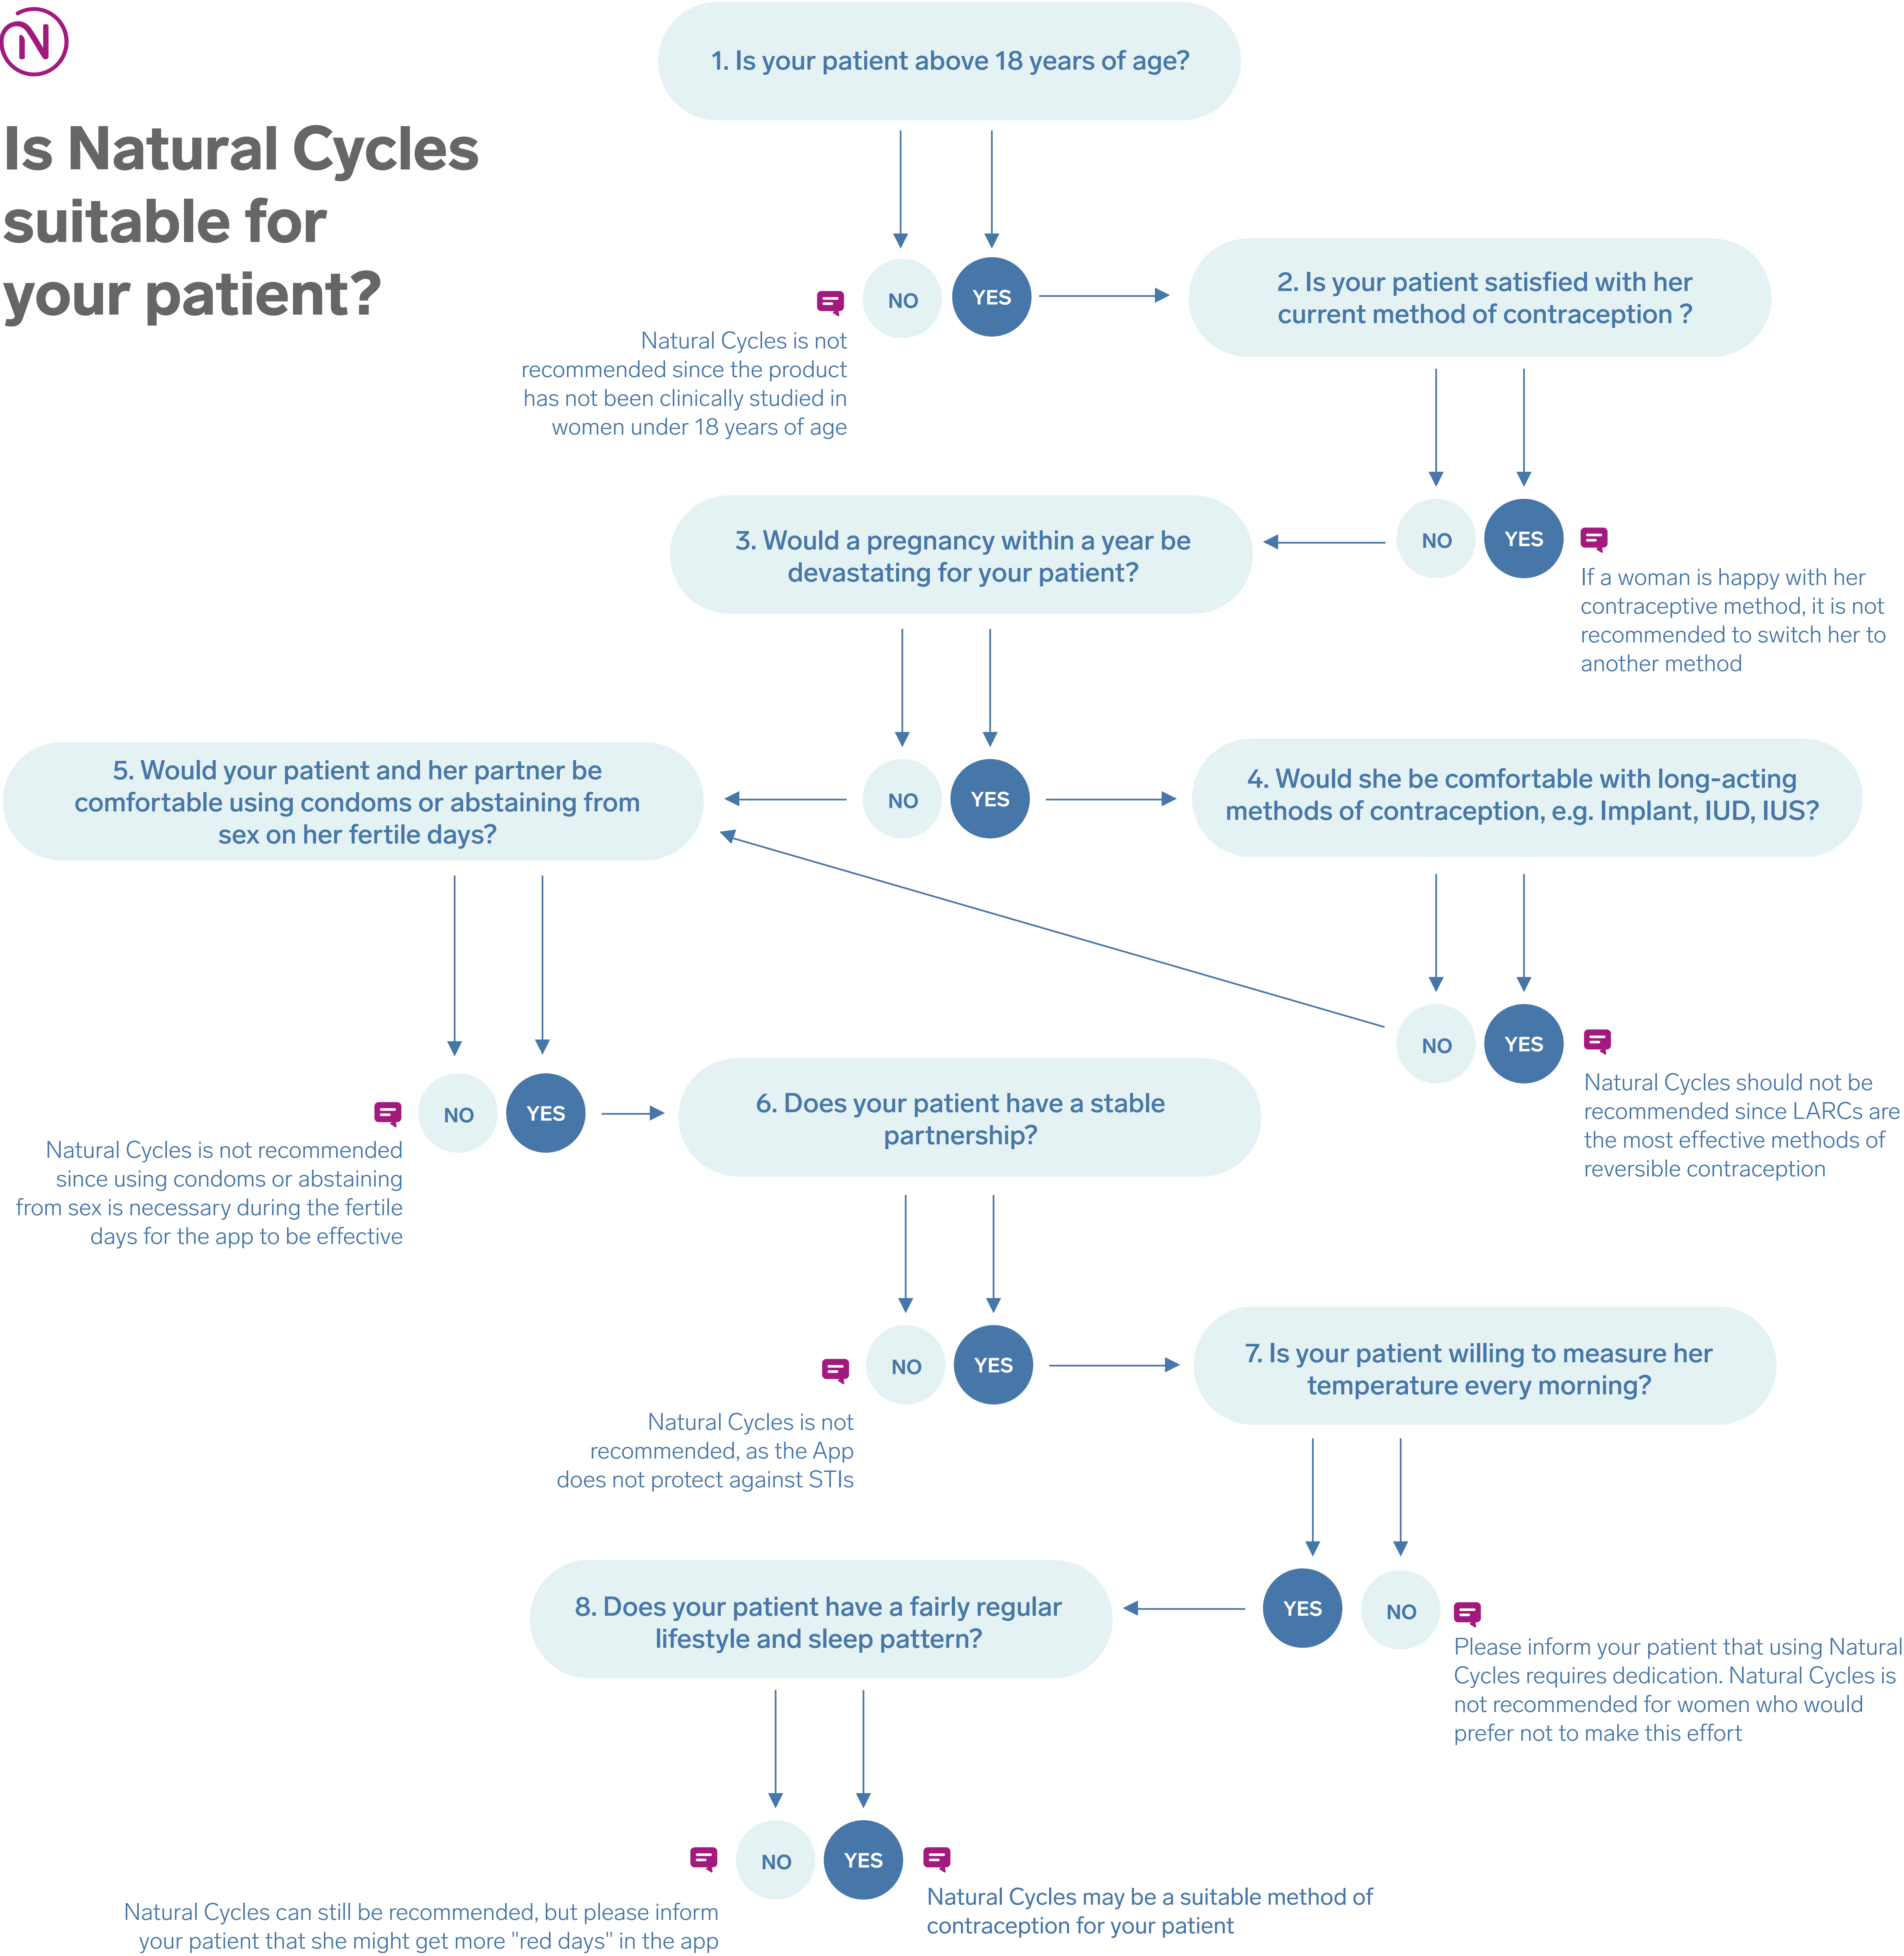 Is Natural Cycles
suitable for
your patient?
1. Is your patient above 18 years of age?
NO
YES
Natural Cycles is not
recommended since the product
has not been clinically studied in
women under 18 years of age
2. Is your patient satisfied with her
current method of contraception ?
NO
YES
If a woman is happy with her
contraceptive method, it is not
recommended to switch her to
another method
3. Would a pregnancy within a year be
devastating for your patient?
NO
YES
4. Would she be comfortable with long-acting
methods of contraception, e.g. Implant, IUD, IUS?
NO
YES
Natural Cycles should not be
recommended since LARCs are
the most effective methods of
reversible contraception
5. Would your patient and her partner be
comfortable using condoms or abstaining from
sex on her fertile days?
NO
YES
Natural Cycles is not recommended
since using condoms or abstaining
from sex is necessary during the fertile
days for the app to be effective
6. Does your patient have a stable
partnership?
NO
YES
Natural Cycles is not
recommended, as the App
does not protect against STIs
7. Is your patient willing to measure her
temperature every morning?
YES
NO
Please inform your patient that using Natural
Cycles requires dedication. Natural Cycles is
not recommended for women who would
prefer not to make this effort
8. Does your patient have a fairly regular
lifestyle and sleep pattern?
NO
YES
Natural Cycles can still be recommended, but please inform
your patient that she might get more "red days" in the app
Natural Cycles may be a suitable method of
contraception for your patient